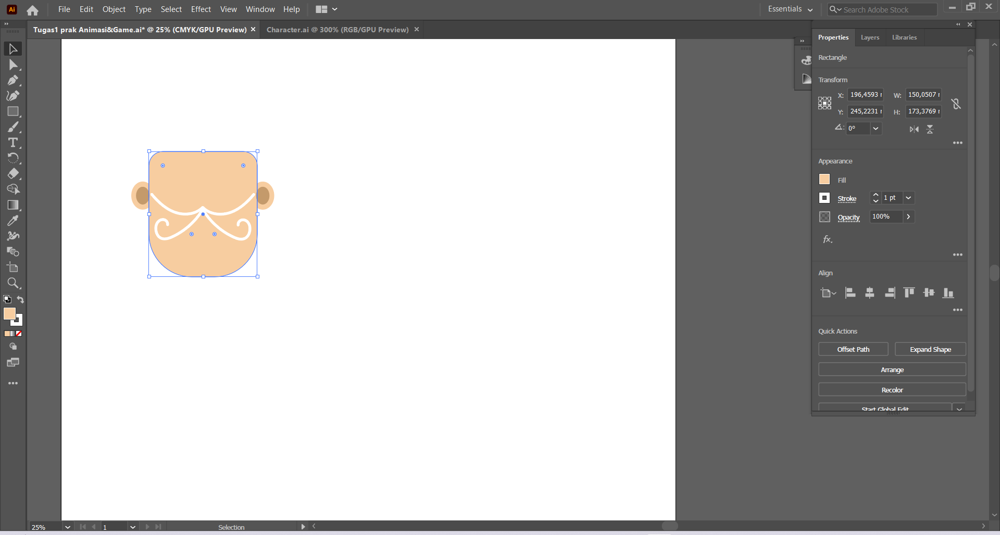 Ai File Edit Object Type Select Effect View Window Help Essentials Search Adobe Stock
Tugas1 prak Animasi&Game.ai* @ 25% (CMYK/GPU Preview) Character.ai @ 300% (RGB/GPU Preview)
Properties Layers Libraries
Rectangle
Transform
X: 196,4593 W: 150,0507
Y: 245,2231 H: 173,3769
0°
Appearance
Fill
Stroke 1 pt
Opacity 100%
fx
Align
Quick Actions
Offset Path Expand Shape
Arrange
Recolor
Start Global Edit
25% 1 Selection